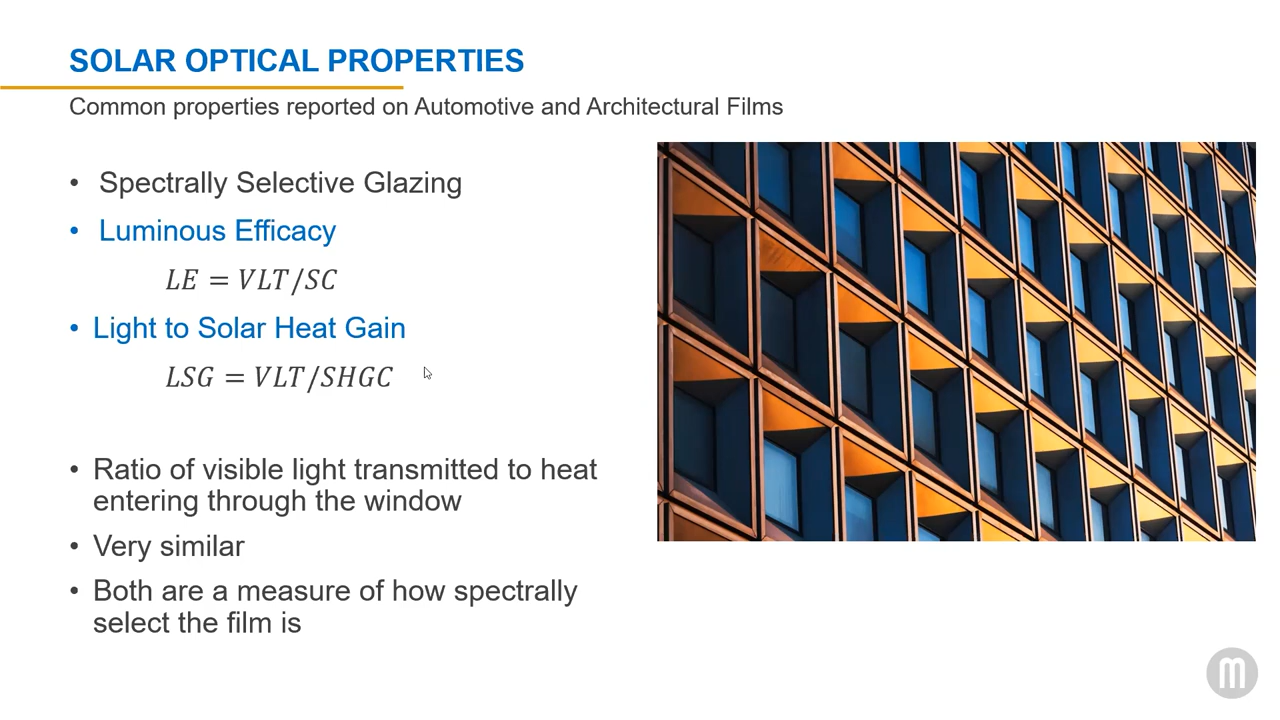 SOLAR OPTICAL PROPERTIES
Common properties reported on Automotive and Architectural Films
• Spectrally Selective Glazing
• Luminous Efficacy
LE = VLT/SC
• Light to Solar Heat Gain
LSG = VLT/SHGC
• Ratio of visible light transmitted to heat
entering through the window
• Very similar
• Both are a measure of how spectrally
select the film is
m